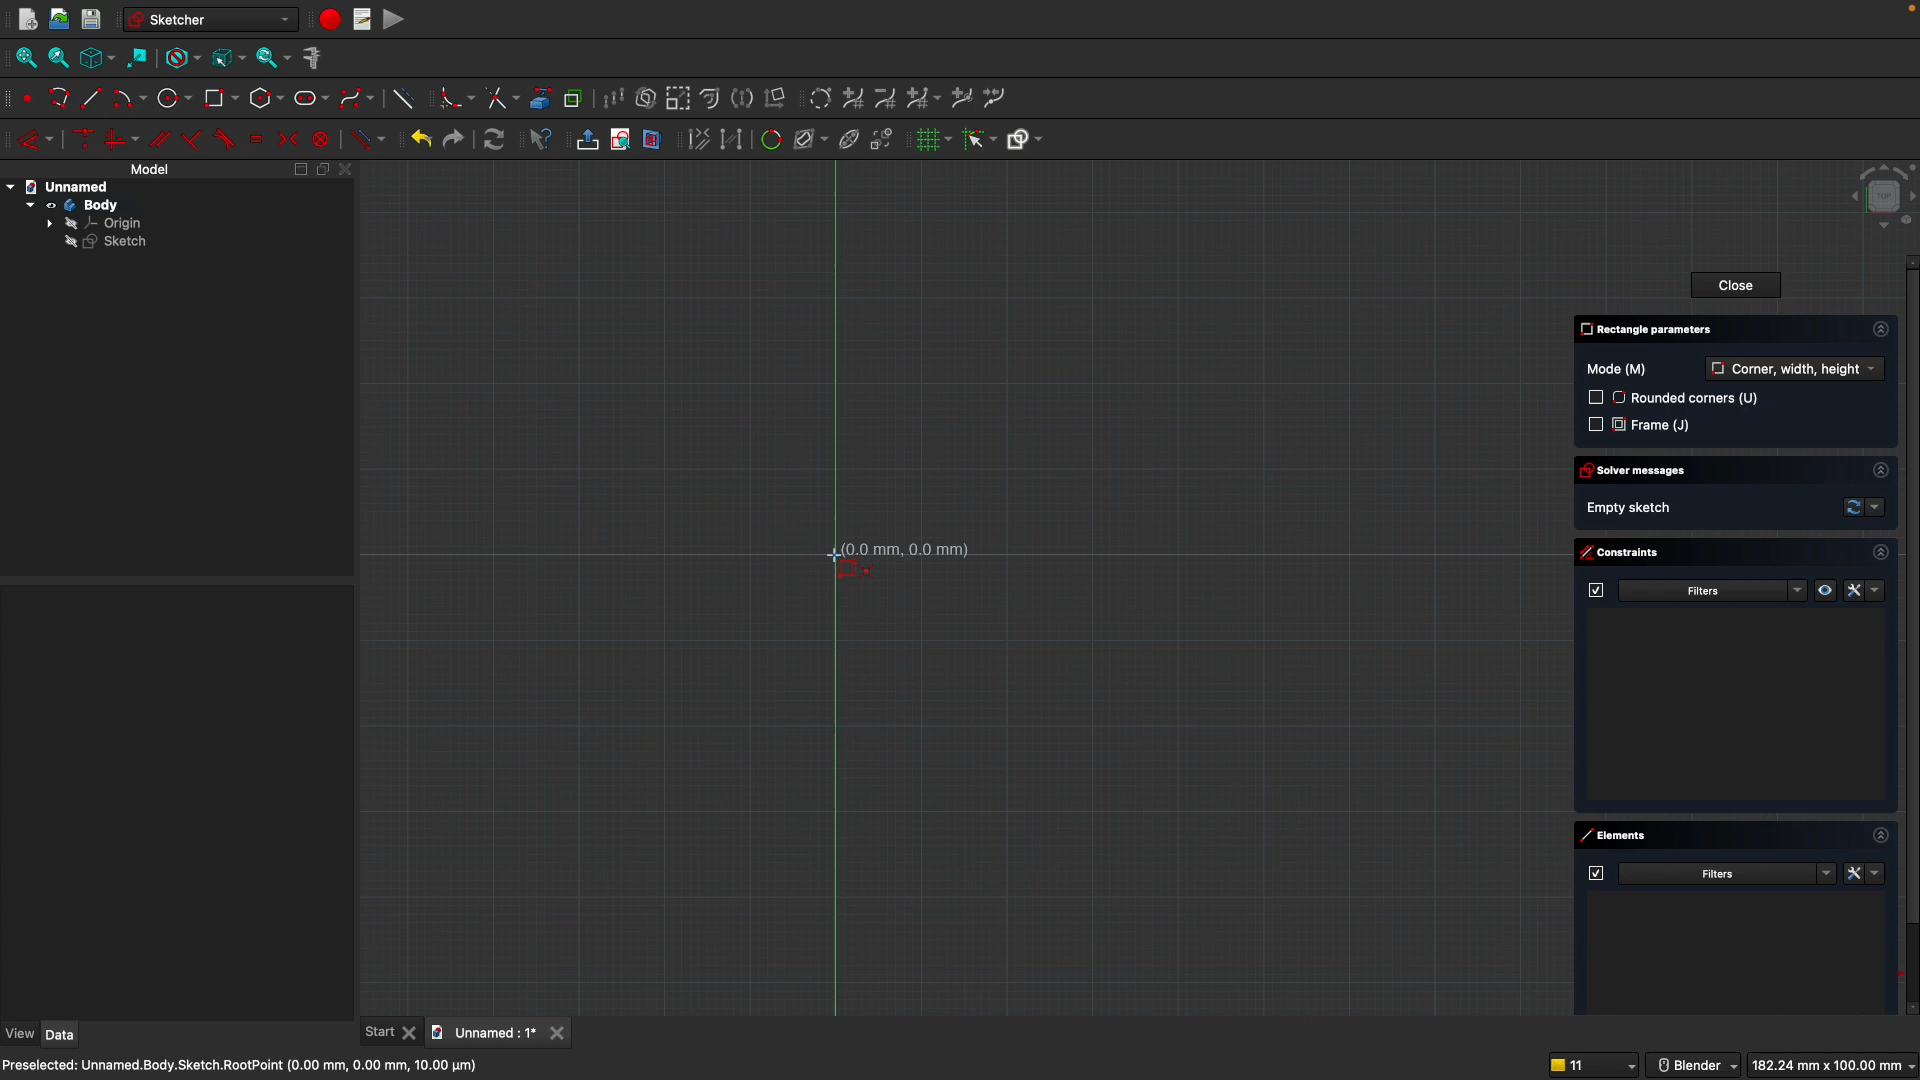 Sketcher
Model
Unnamed
Body
Origin
Sketch
TOP
Close
Rectangle parameters
Mode (M)
Corner, width, height
Rounded corners (U)
Frame (J)
Solver messages
Empty sketch
Constraints
Filters
(0.0 mm, 0.0 mm)
Elements
Filters
View
Data
Start
Unnamed : 1*
Preselected: Unnamed.Body.Sketch.RootPoint (0.00 mm, 0.00 mm, 10.00 µm)
11
Blender
182.24 mm x 100.00 mm